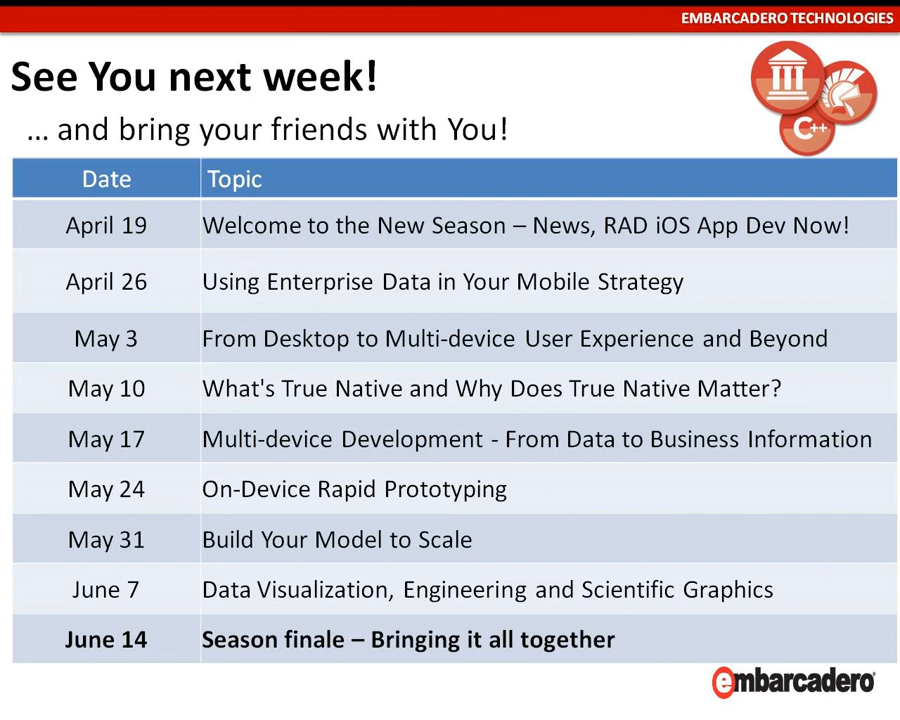 EMBARCADERO TECHNOLOGIES
See You next week!
... and bring your friends with You!
Date Topic
April 19 Welcome to the New Season – News, RAD iOS App Dev Now!
April 26 Using Enterprise Data in Your Mobile Strategy
May 3 From Desktop to Multi-device User Experience and Beyond
May 10 What's True Native and Why Does True Native Matter?
May 17 Multi-device Development - From Data to Business Information
May 24 On-Device Rapid Prototyping
May 31 Build Your Model to Scale
June 7 Data Visualization, Engineering and Scientific Graphics
June 14 Season finale – Bringing it all together
C++
embarcadero